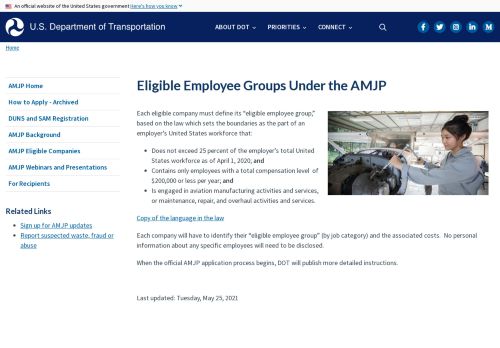 An official website of the United States government Here's how you know
U.S. Department of Transportation
ABOUT DOT
PRIORITIES
CONNECT
Home
AMJP Home
How to Apply - Archived
DUNS and SAM Registration
AMJP Background
AMJP Eligible Companies
AMJP Webinars and Presentations
For Recipients
Related Links
Sign up for AMJP updates
Report suspected waste, fraud or
abuse
Eligible Employee Groups Under the AMJP
Each eligible company must define its “eligible employee group,”
based on the law which sets the boundaries as the part of an
employer's United States workforce that:
Does not exceed 25 percent of the employer's total United
States workforce as of April 1, 2020; and
Contains only employees with a total compensation level of
$200,000 or less per year; and
Is engaged in aviation manufacturing activities and services,
or maintenance, repair, and overhaul activities and services.
Copy of the language in the law
Each company will have to identify their “eligible employee group” (by job category) and the associated costs. No personal
information about any specific employees will need to be disclosed.
When the official AMJP application process begins, DOT will publish more detailed instructions.
Last updated: Tuesday, May 25, 2021